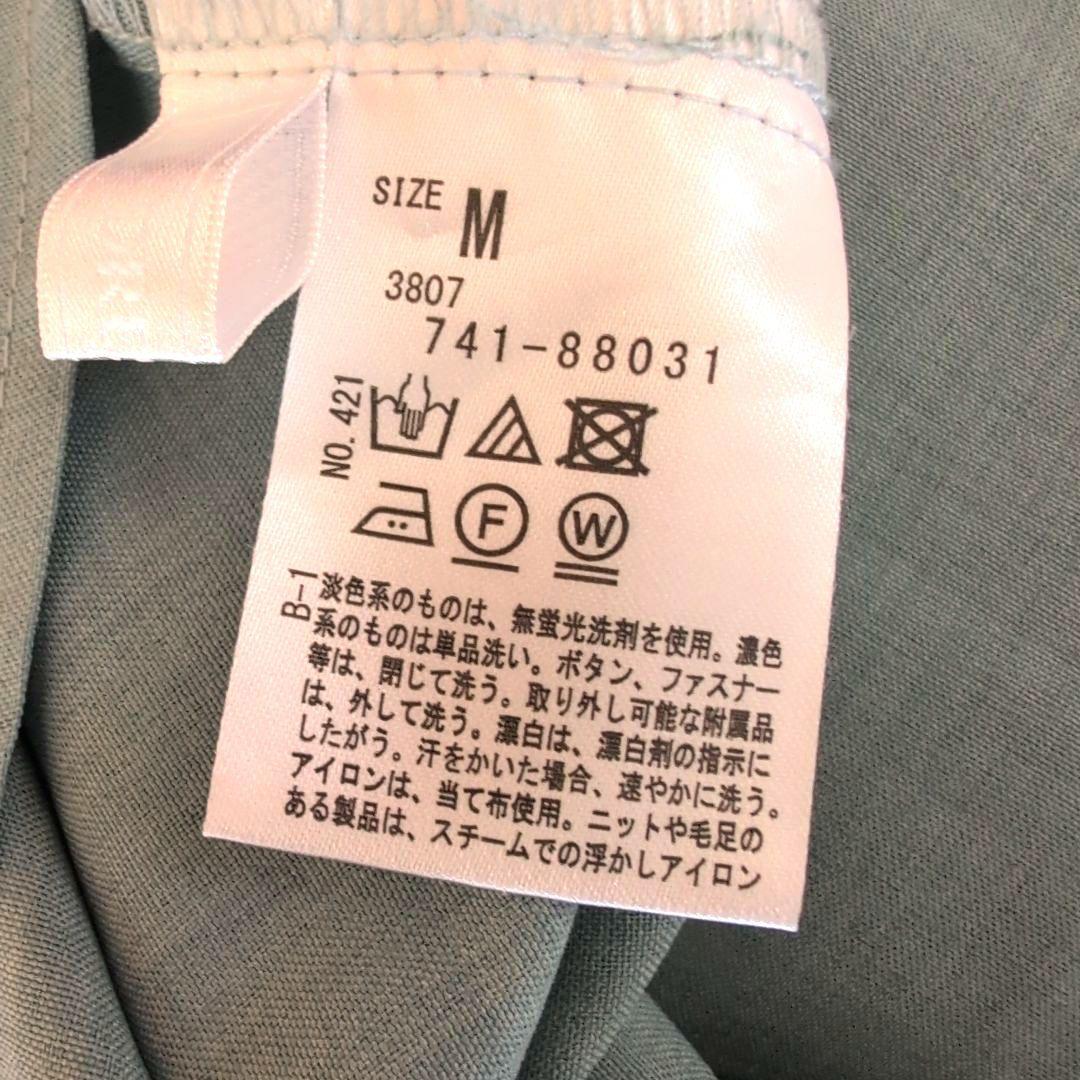 SIZE M
3807
741-88031
NO. 421
F W
B-1
淡色系のものは、無蛍光洗剤を使用。濃色
系のものは単品洗い。ボタン、ファスナー
等は、閉じて洗う。取り外し可能な附属品
は、外して洗う。漂白は、漂白剤の指示に
したがう。汗をかいた場合、速やかに洗う。
アイロンは、当て布使用。ニットや毛足の
ある製品は、スチームでの浮かしアイロン